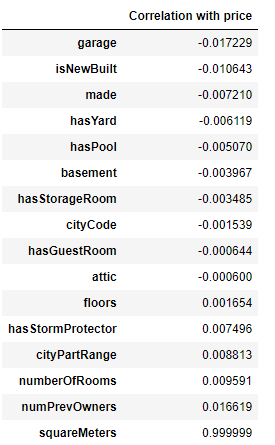 Correlation with price
garage -0.017229
isNewBuilt -0.010643
made -0.007210
hasYard -0.006119
hasPool -0.005070
basement -0.003967
hasStorageRoom -0.003485
cityCode -0.001539
hasGuestRoom -0.000644
attic -0.000600
floors 0.001654
hasStormProtector 0.007496
cityPartRange 0.008813
numberOfRooms 0.009591
numPrevOwners 0.016619
squareMeters 0.999999